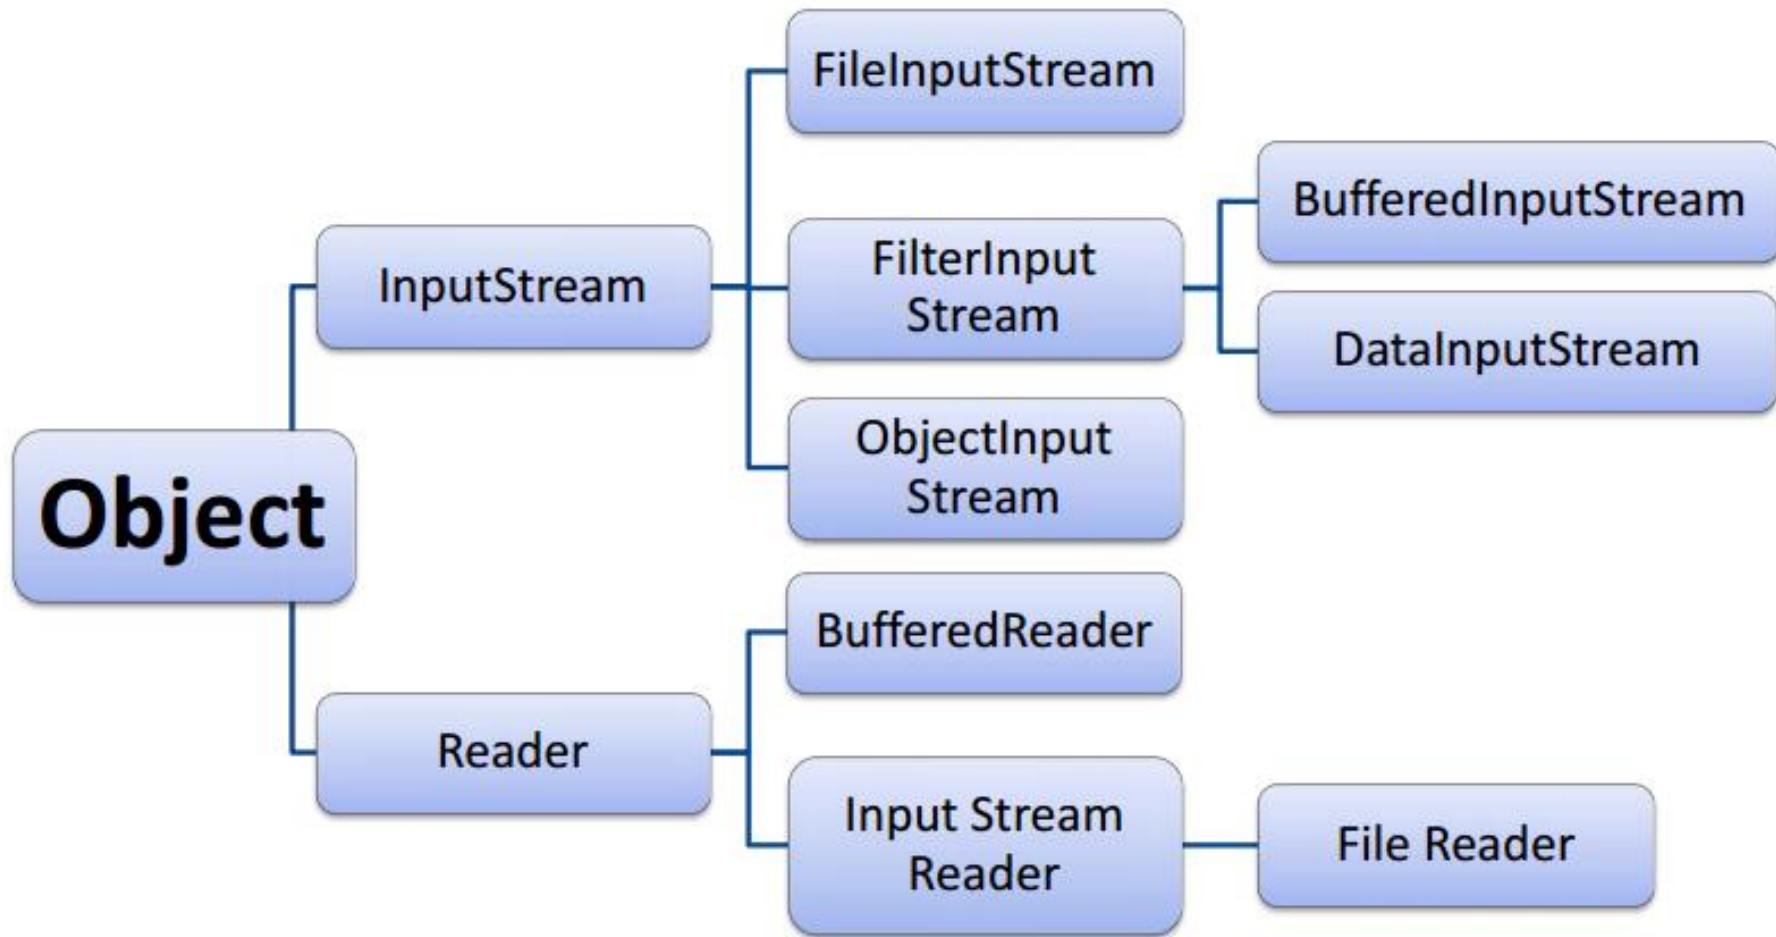 Object
InputStream
FileInputStream
FilterInput
Stream
BufferedInputStream
DataInputStream
ObjectInput
Stream
Reader
BufferedReader
Input Stream
Reader
File Reader